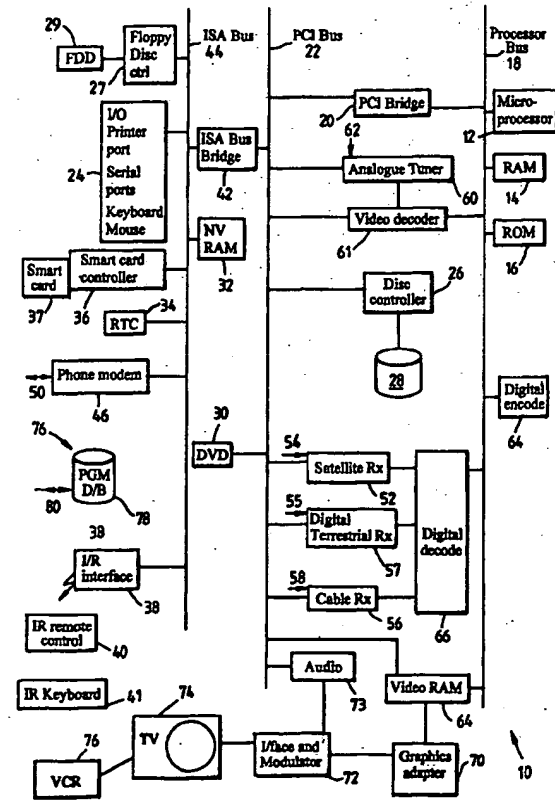 29
FDD
Floppy
Disc
ctrl
27
ISA Bus
44
PCI Bus
22
Processor
Bus
18
PCI Bridge
20
Micro-
processor
12
I/O
Printer
port
Serial
ports
Keyboard
Mouse
24
ISA Bus
Bridge
42
62
Analogue Tuner
60
RAM
14
Video decoder
61
ROM
16
NV
RAM
32
Smart
card
37
Smart card
controller
36
34
RTC
Disc
controller
26
28
Phone modem
50
46
Digital
encode
64
30
DVD
54
Satellite Rx
52
76
PGM
D/B
80
78
55
Digital
Terrestrial Rx
57
Digital
decode
66
38
I/R
interface
38
58
Cable Rx
56
IR remote
control
40
Audio
73
Video RAM
64
IR Keyboard
41
74
TV
76
VCR
I/face and
Modulator
72
Graphics
adapter
70
10